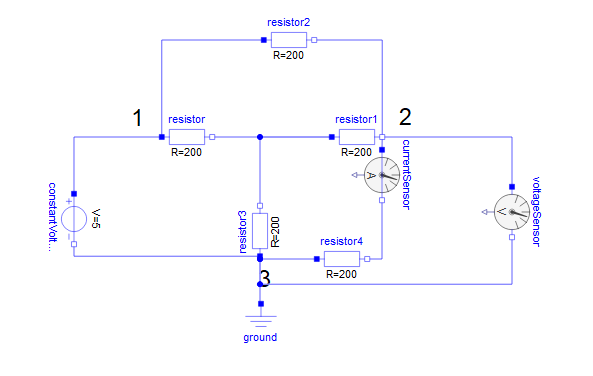 resistor2
R=200
1
resistor
R=200
resistor1
R=200
2
currentSensor
A
voltageSensor
V
constantVolt...
+
−
V=5
resistor3
R=200
resistor4
R=200
3
ground